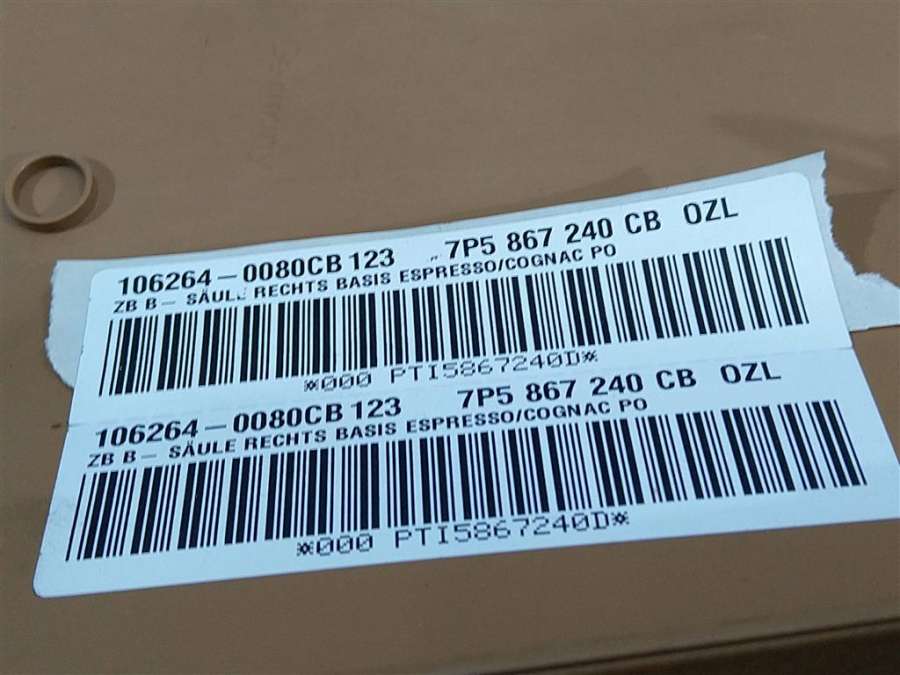 106264-0080CB 123 7P5 867 240 CB OZL
ZB B- SÄULE RECHTS BASIS ESPRESSO/COGNAC PO
*000 PTI5867240D*
106264-0080CB 123 7P5 867 240 CB OZL
ZB B- SÄULE RECHTS BASIS ESPRESSO/COGNAC PO
*000 PTI5867240D*